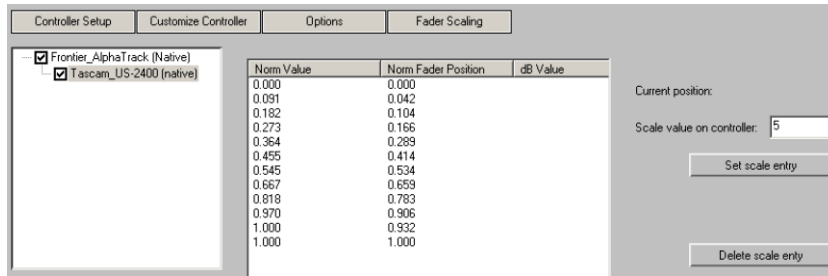 Controller Setup Customize Controller Options Fader Scaling
Frontier_AlphaTrack (Native)
Tascam_US-2400 (native)
Norm Value Norm Fader Position dB Value
0.000 0.000
0.091 0.042
0.182 0.104
0.273 0.166
0.364 0.289
0.455 0.414
0.545 0.534
0.667 0.659
0.818 0.783
0.970 0.906
1.000 0.932
1.000 1.000
Current position:
Scale value on controller: 5
Set scale entry
Delete scale enty